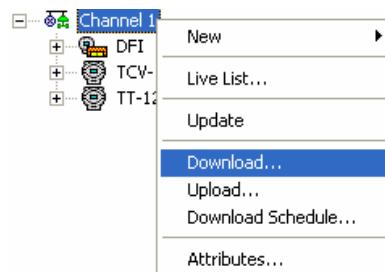 Channel 1
DFI
TCV-
TT-12
New
Live List...
Update
Download...
Upload...
Download Schedule...
Attributes...